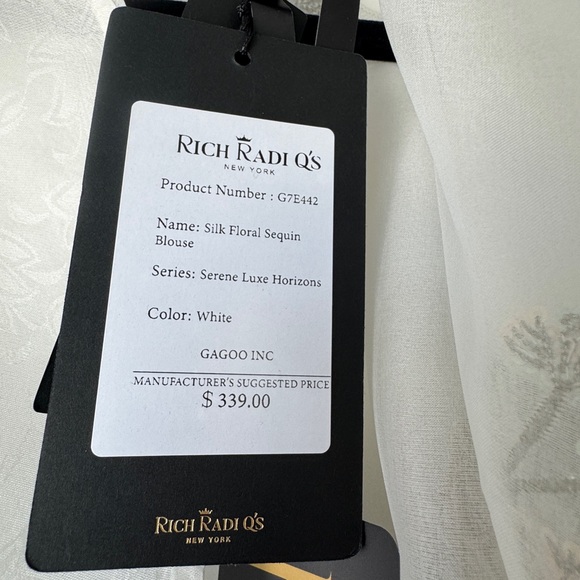 RICH RADI Q'S
NEW YORK
Product Number : G7E442
Name: Silk Floral Sequin
Blouse
Series: Serene Luxe Horizons
Color: White
GAGOO INC
MANUFACTURER'S SUGGESTED PRICE
$ 339.00
RICH RADI Q'S
NEW YORK